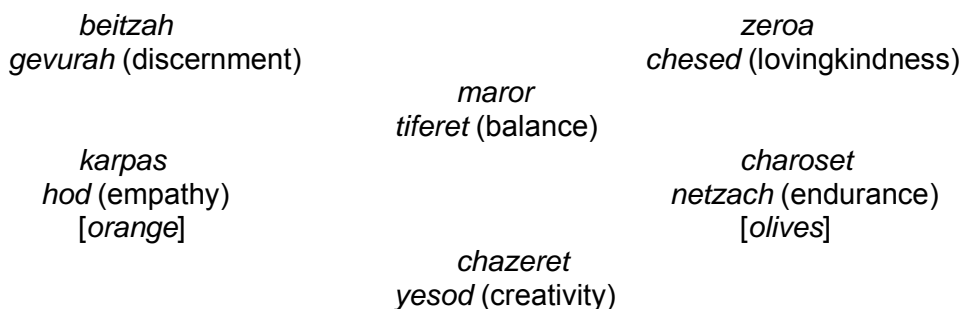 beitzah zeroa
gevurah (discernment) chesed (lovingkindness)
maror
tiferet (balance)
karpas charoset
hod (empathy) netzach (endurance)
[orange] [olives]
chazeret
yesod (creativity)